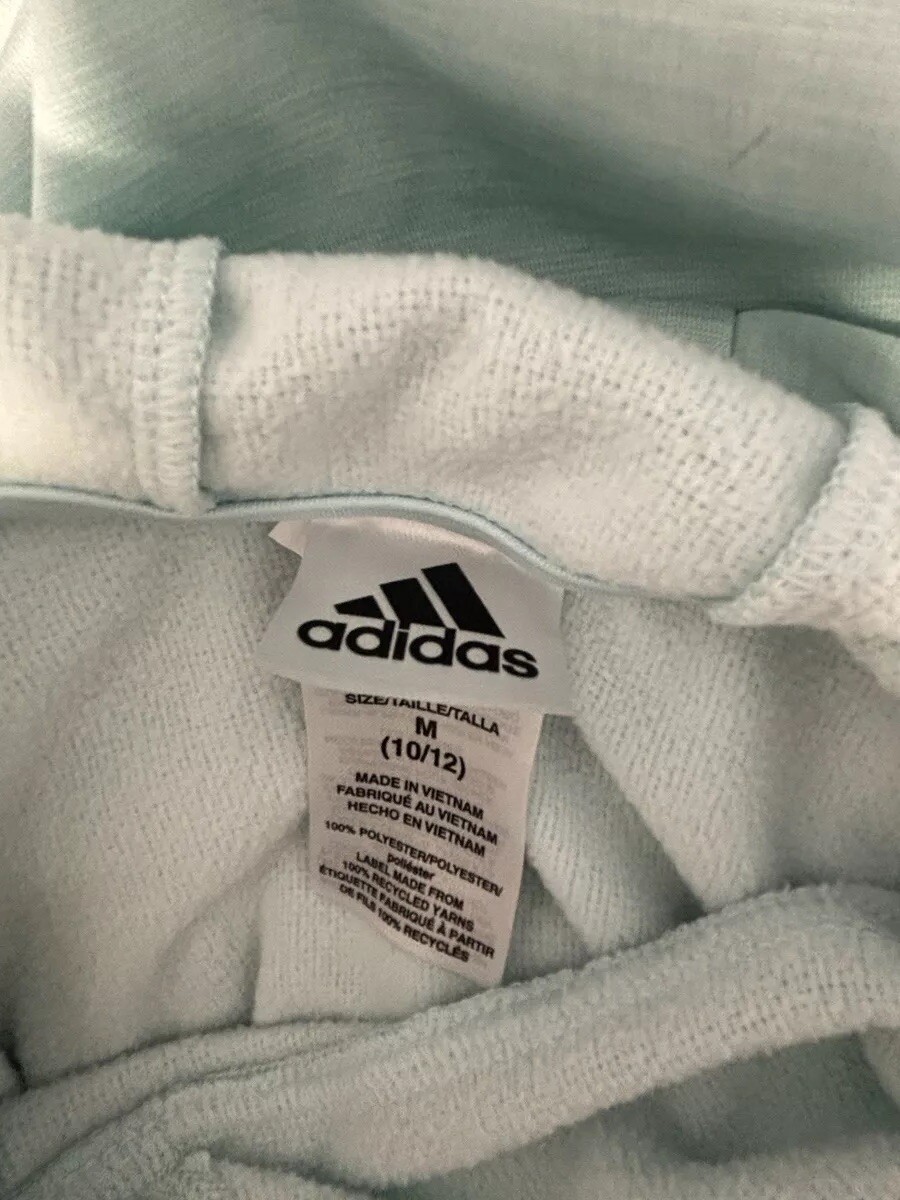 adidas
SIZE/TAILLE/TALLA
M
(10/12)
MADE IN VIETNAM
FABRIQUÉ AU VIETNAM
HECHO EN VIETNAM
100% POLYESTER/POLYESTER/
poliéster
LABEL MADE FROM
100% RECYCLED YARNS
ÉTIQUETTE FABRIQUÉ À PARTIR
DE FILS 100% RECYCLÉS